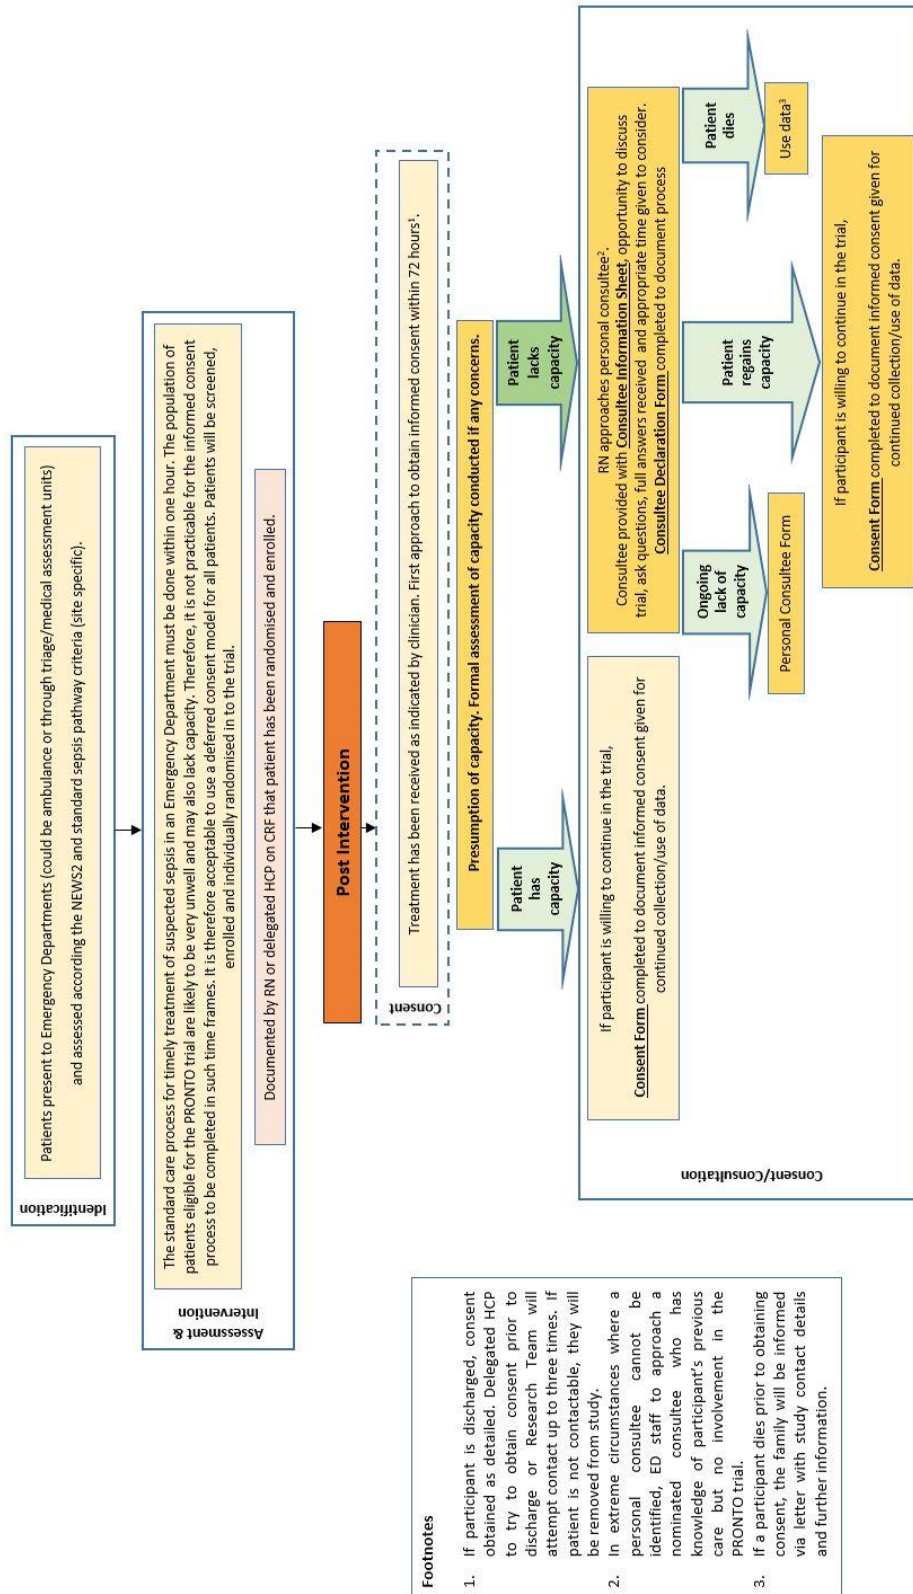 Identification
Patients present to Emergency Departments (could be ambulance or through triage/medical assessment units)
and assessed according the NEWS2 and standard sepsis pathway criteria (site specific).
Assessment &
Intervention
The standard care process for timely treatment of suspected sepsis in an Emergency Department must be done within one hour. The population of
patients eligible for the PRONTO trial are likely to be very unwell and may also lack capacity. Therefore, it is not practicable for the informed consent
process to be completed in such time frames. It is therefore acceptable to use a deferred consent model for all patients. Patients will be screened,
enrolled and individually randomised in to the trial.
Documented by RN or delegated HCP on CRF that patient has been randomised and enrolled.
Post Intervention
Consent
Treatment has been received as indicated by clinician. First approach to obtain informed consent within 72 hours¹.
Presumption of capacity. Formal assessment of capacity conducted if any concerns.
Patient
has
capacity
Patient
lacks
capacity
Consent/Consultation
If participant is willing to continue in the trial,
Consent Form completed to document informed consent given for
continued collection/use of data.
RN approaches personal consultee².
Consultee provided with Consultee Information Sheet, opportunity to discuss
trial, ask questions, full answers received and appropriate time given to consider.
Consultee Declaration Form completed to document process
Ongoing
lack of
capacity
Patient
regains
capacity
Patient
dies
Personal Consultee Form
Use data³
If participant is willing to continue in the trial,
Consent Form completed to document informed consent given for
continued collection/use of data.
Footnotes
1. If participant is discharged, consent
obtained as detailed. Delegated HCP
to try to obtain consent prior to
discharge or Research Team will
attempt contact up to three times. If
patient is not contactable, they will
be removed from study.
2. In extreme circumstances where a
personal consultee cannot be
identified, ED staff to approach a
nominated consultee who has
knowledge of participant's previous
care but no involvement in the
PRONTO trial.
3. If a participant dies prior to obtaining
consent, the family will be informed
via letter with study contact details
and further information.